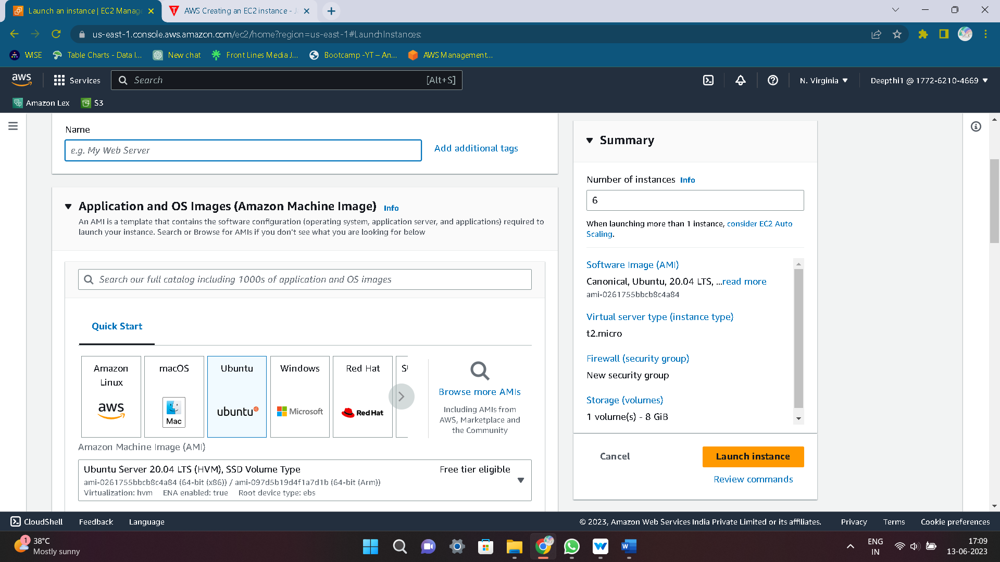 Launch an instance | EC2 Manage
AWS Creating an EC2 instance - J
us-east-1.console.aws.amazon.com/ec2/home?region=us-east-1#LaunchInstances:
WISE
Table Charts - Data I...
New chat
Front Lines Media J...
Bootcamp -YT – An...
AWS Management...
aws
Services
Search
[Alt+S]
N. Virginia
Deepthi1 @ 1772-6210-4669
Amazon Lex
S3
Name
e.g. My Web Server
Add additional tags
Application and OS Images (Amazon Machine Image) Info
An AMI is a template that contains the software configuration (operating system, application server, and applications) required to
launch your instance. Search or Browse for AMIs if you don't see what you are looking for below
Search our full catalog including 1000s of application and OS images
Quick Start
Amazon
Linux
aws
macOS
Mac
Ubuntu
ubuntu
Windows
Microsoft
Red Hat
Red Hat
Browse more AMIs
Including AMIs from
AWS, Marketplace and
the Community
Amazon Machine Image (AMI)
Ubuntu Server 20.04 LTS (HVM), SSD Volume Type
Free tier eligible
ami-0261755bbcb8c4a84 (64-bit (x86)) / ami-097d5b19d4f1a7d1b (64-bit (Arm))
Virtualization: hvm ENA enabled: true Root device type: ebs
Summary
Number of instances Info
6
When launching more than 1 instance, consider EC2 Auto
Scaling.
Software Image (AMI)
Canonical, Ubuntu, 20.04 LTS, ...read more
ami-0261755bbcb8c4a84
Virtual server type (instance type)
t2.micro
Firewall (security group)
New security group
Storage (volumes)
1 volume(s) - 8 GiB
Cancel
Launch instance
Review commands
CloudShell
Feedback
Language
© 2023, Amazon Web Services India Private Limited or its affiliates.
Privacy
Terms
Cookie preferences
1
38°C
Mostly sunny
ENG
IN
17:09
13-06-2023